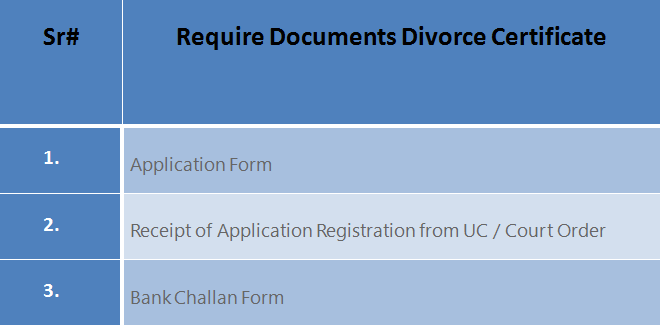 Sr# Require Documents Divorce Certificate
1. Application Form
2. Receipt of Application Registration from UC / Court Order
3. Bank Challan Form